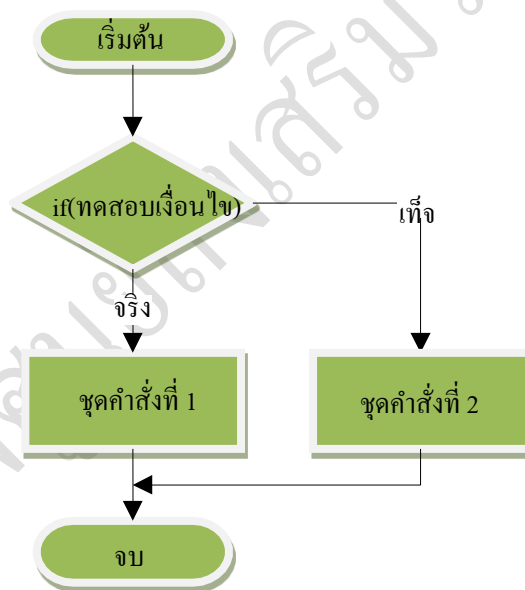 เริ่มต้น
if(ทดสอบเงื่อนไข)
เท็จ
จริง
ชุดคำสั่งที่ 1
ชุดคำสั่งที่ 2
จบ